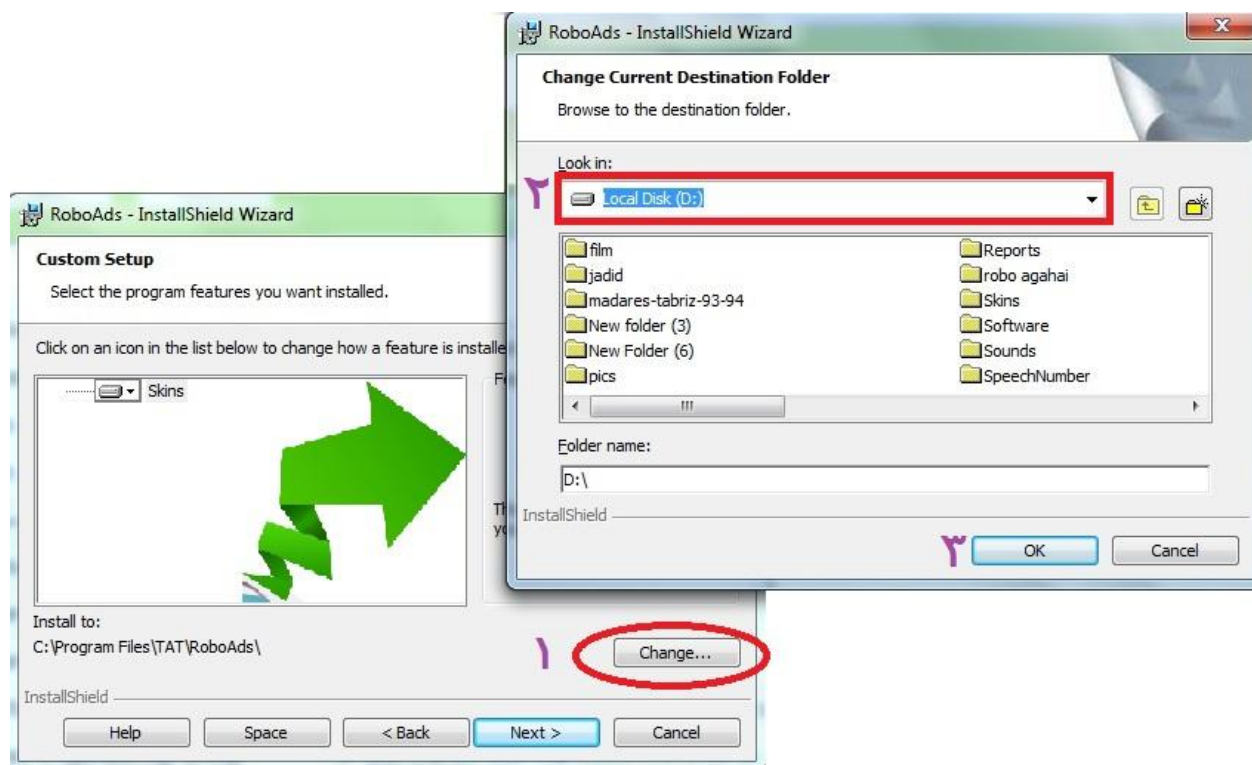 RoboAds - InstallShield Wizard
Change Current Destination Folder
Browse to the destination folder.
Look in:
۲
Local Disk (D:)
film
jadid
madares-tabriz-93-94
New folder (3)
New Folder (6)
pics
Reports
robo agahai
Skins
Software
Sounds
SpeechNumber
Folder name:
D:\
InstallShield
۳
OK
Cancel
RoboAds - InstallShield Wizard
Custom Setup
Select the program features you want installed.
Click on an icon in the list below to change how a feature is
Skins
Install to:
C:\Program Files\TAT\RoboAds\
۱
Change...
InstallShield
Help
Space
< Back
Next >
Cancel